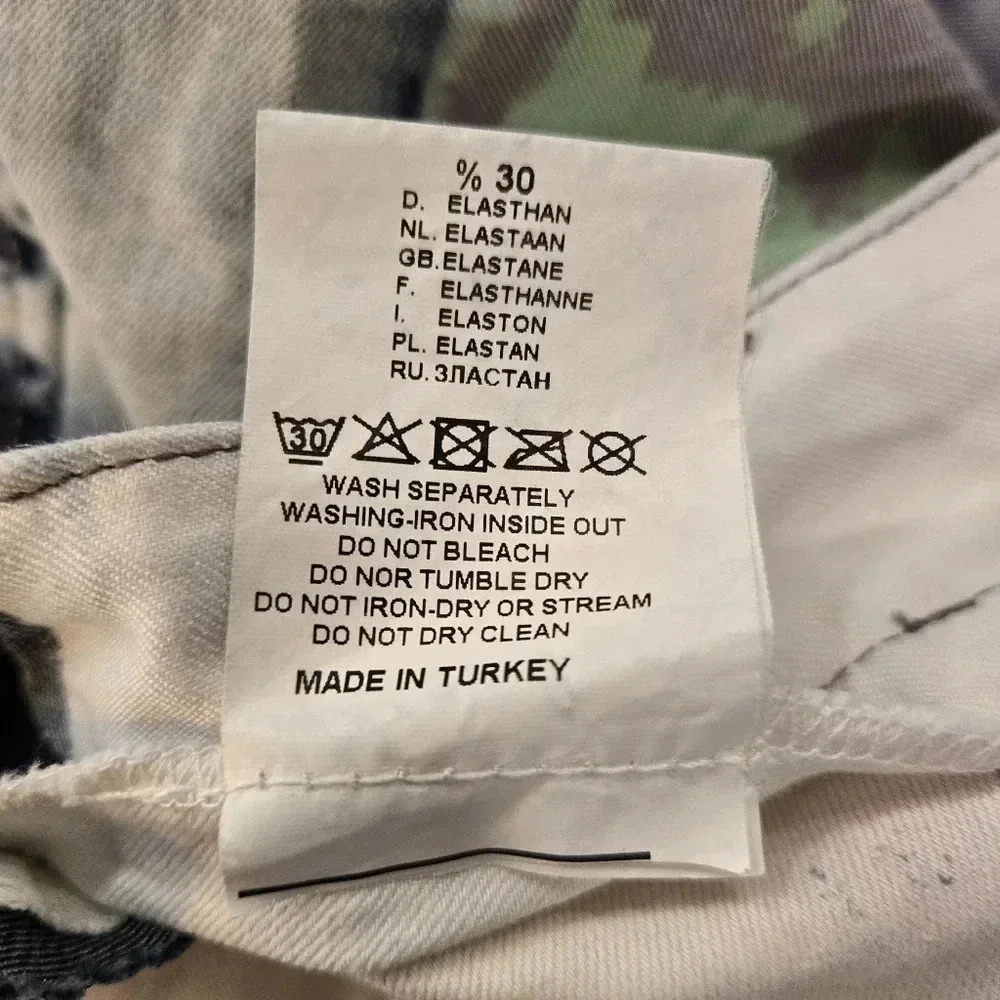 % 30
D. ELASTHAN
NL. ELASTAAN
GB. ELASTANE
F. ELASTHANNE
I. ELASTON
PL. ELASTAN
RU. ЗЛАСТАН
30
WASH SEPARATELY
WASHING-IRON INSIDE OUT
DO NOT BLEACH
DO NOR TUMBLE DRY
DO NOT IRON-DRY OR STREAM
DO NOT DRY CLEAN
MADE IN TURKEY